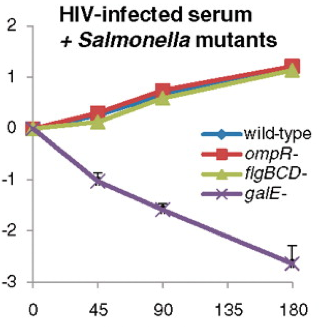 HIV-infected serum
+ Salmonella mutants
2
1
0
-1
-2
-3
wild-type
ompR-
flgBCD-
galE-
0 45 90 135 180